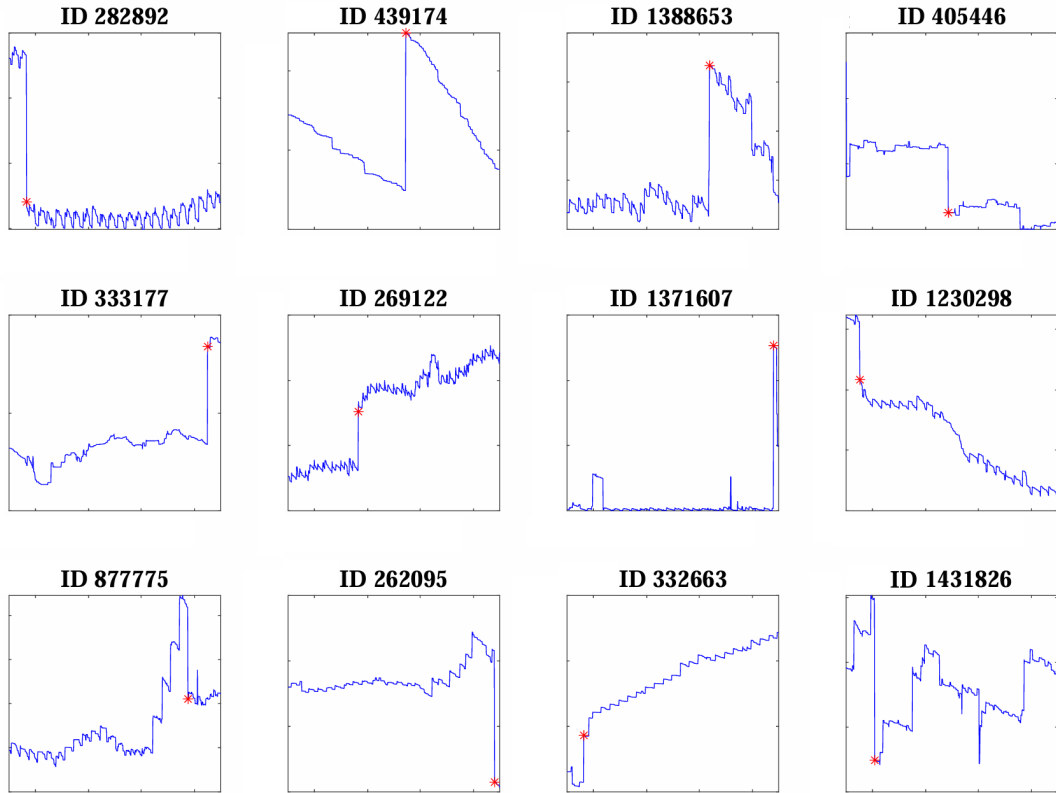 ID 282892
ID 439174
ID 1388653
ID 405446
ID 333177
ID 269122
ID 1371607
ID 1230298
ID 877775
ID 262095
ID 332663
ID 1431826